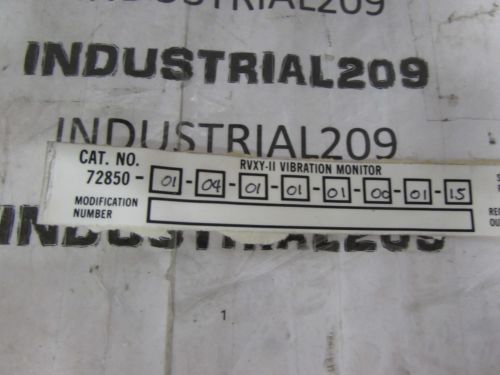 INDUSTRIAL209
INDUSTRIAL209
INDUSTRIAL209
CAT. NO. RVXY-II VIBRATION MONITOR
72850-01-04-01-01-01-00-01-15
MODIFICATION
NUMBER
INDUSTRIAL209
1